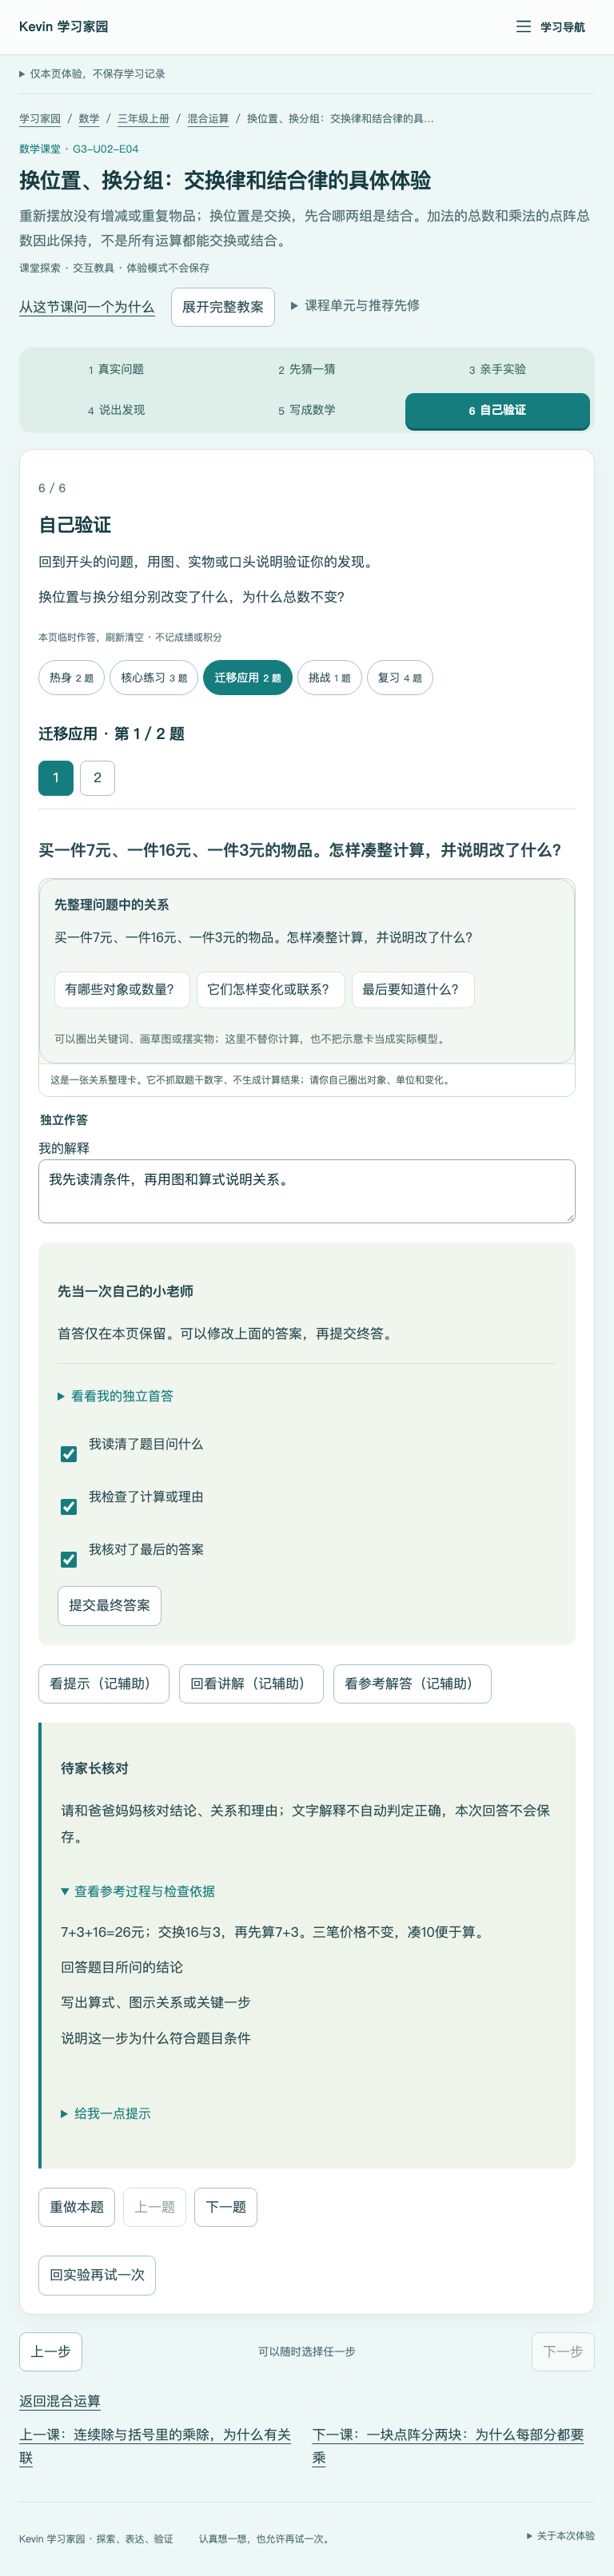 Kevin 学习家园
学习导航
仅本页体验，不保存学习记录
学习家园 / 数学 / 三年级上册 / 混合运算 / 换位置、换分组：交换律和结合律的具...
数学课堂 · G3-U02-E04
换位置、换分组：交换律和结合律的具体体验
重新摆放没有增减或重复物品；换位置是交换，先合哪两组是结合。加法的总数和乘法的点阵总
数因此保持，不是所有运算都能交换或结合。
课堂探索 · 交互教具 · 体验模式不会保存
从这节课问一个为什么
展开完整教案
课程单元与推荐先修
1 真实问题
2 先猜一猜
3 亲手实验
4 说出发现
5 写成数学
6 自己验证
6 / 6
自己验证
回到开头的问题，用图、实物或口头说明验证你的发现。
换位置与换分组分别改变了什么，为什么总数不变？
本页临时作答，刷新清空 · 不记成绩或积分
热身 2 题
核心练习 3 题
迁移应用 2 题
挑战 1 题
复习 4 题
迁移应用 · 第 1 / 2 题
1
2
买一件7元、一件16元、一件3元的物品。怎样凑整计算，并说明改了什么？
先整理问题中的关系
买一件7元、一件16元、一件3元的物品。怎样凑整计算，并说明改了什么？
有哪些对象或数量？
它们怎样变化或联系？
最后要知道什么？
可以圈出关键词、画草图或摆实物；这里不替你计算，也不把示意卡当成实际模型。
这是一张关系整理卡。它不抓取题干数字、不生成计算结果；请你自己圈出对象、单位和变化。
独立作答
我的解释
我先读清条件，再用图和算式说明关系。
先当一次自己的小老师
首答仅在本页保留。可以修改上面的答案，再提交终答。
看看我的独立首答
我读清了题目问什么
我检查了计算或理由
我核对了最后的答案
提交最终答案
看提示（记辅助）
回看讲解（记辅助）
看参考解答（记辅助）
待家长核对
请和爸爸妈妈核对结论、关系和理由；文字解释不自动判定正确，本次回答不会保
存。
查看参考过程与检查依据
7+3+16=26元；交换16与3，再先算7+3。三笔价格不变，凑10便于算。
回答题目所问的结论
写出算式、图示关系或关键一步
说明这一步为什么符合题目条件
给我一点提示
重做本题
上一题
下一题
回实验再试一次
上一步
可以随时选择任一步
下一步
返回混合运算
上一课：连续除与括号里的乘除，为什么有关
联
下一课：一块点阵分两块：为什么每部分都要
乘
Kevin 学习家园 · 探索、表达、验证
认真想一想，也允许再试一次。
关于本次体验